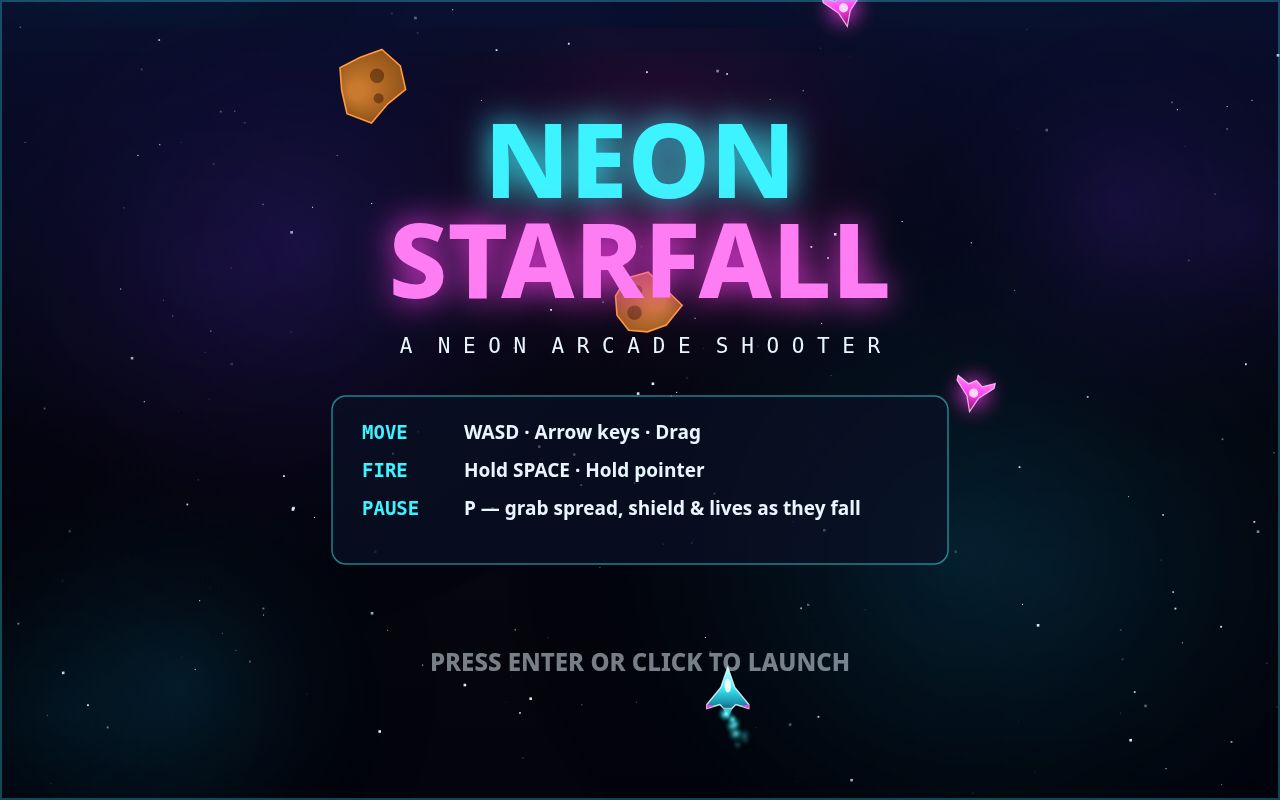 NEON
STARFALL
A NEON ARCADE SHOOTER
MOVE WASD · Arrow keys · Drag
FIRE Hold SPACE · Hold pointer
PAUSE P — grab spread, shield & lives as they fall
PRESS ENTER OR CLICK TO LAUNCH